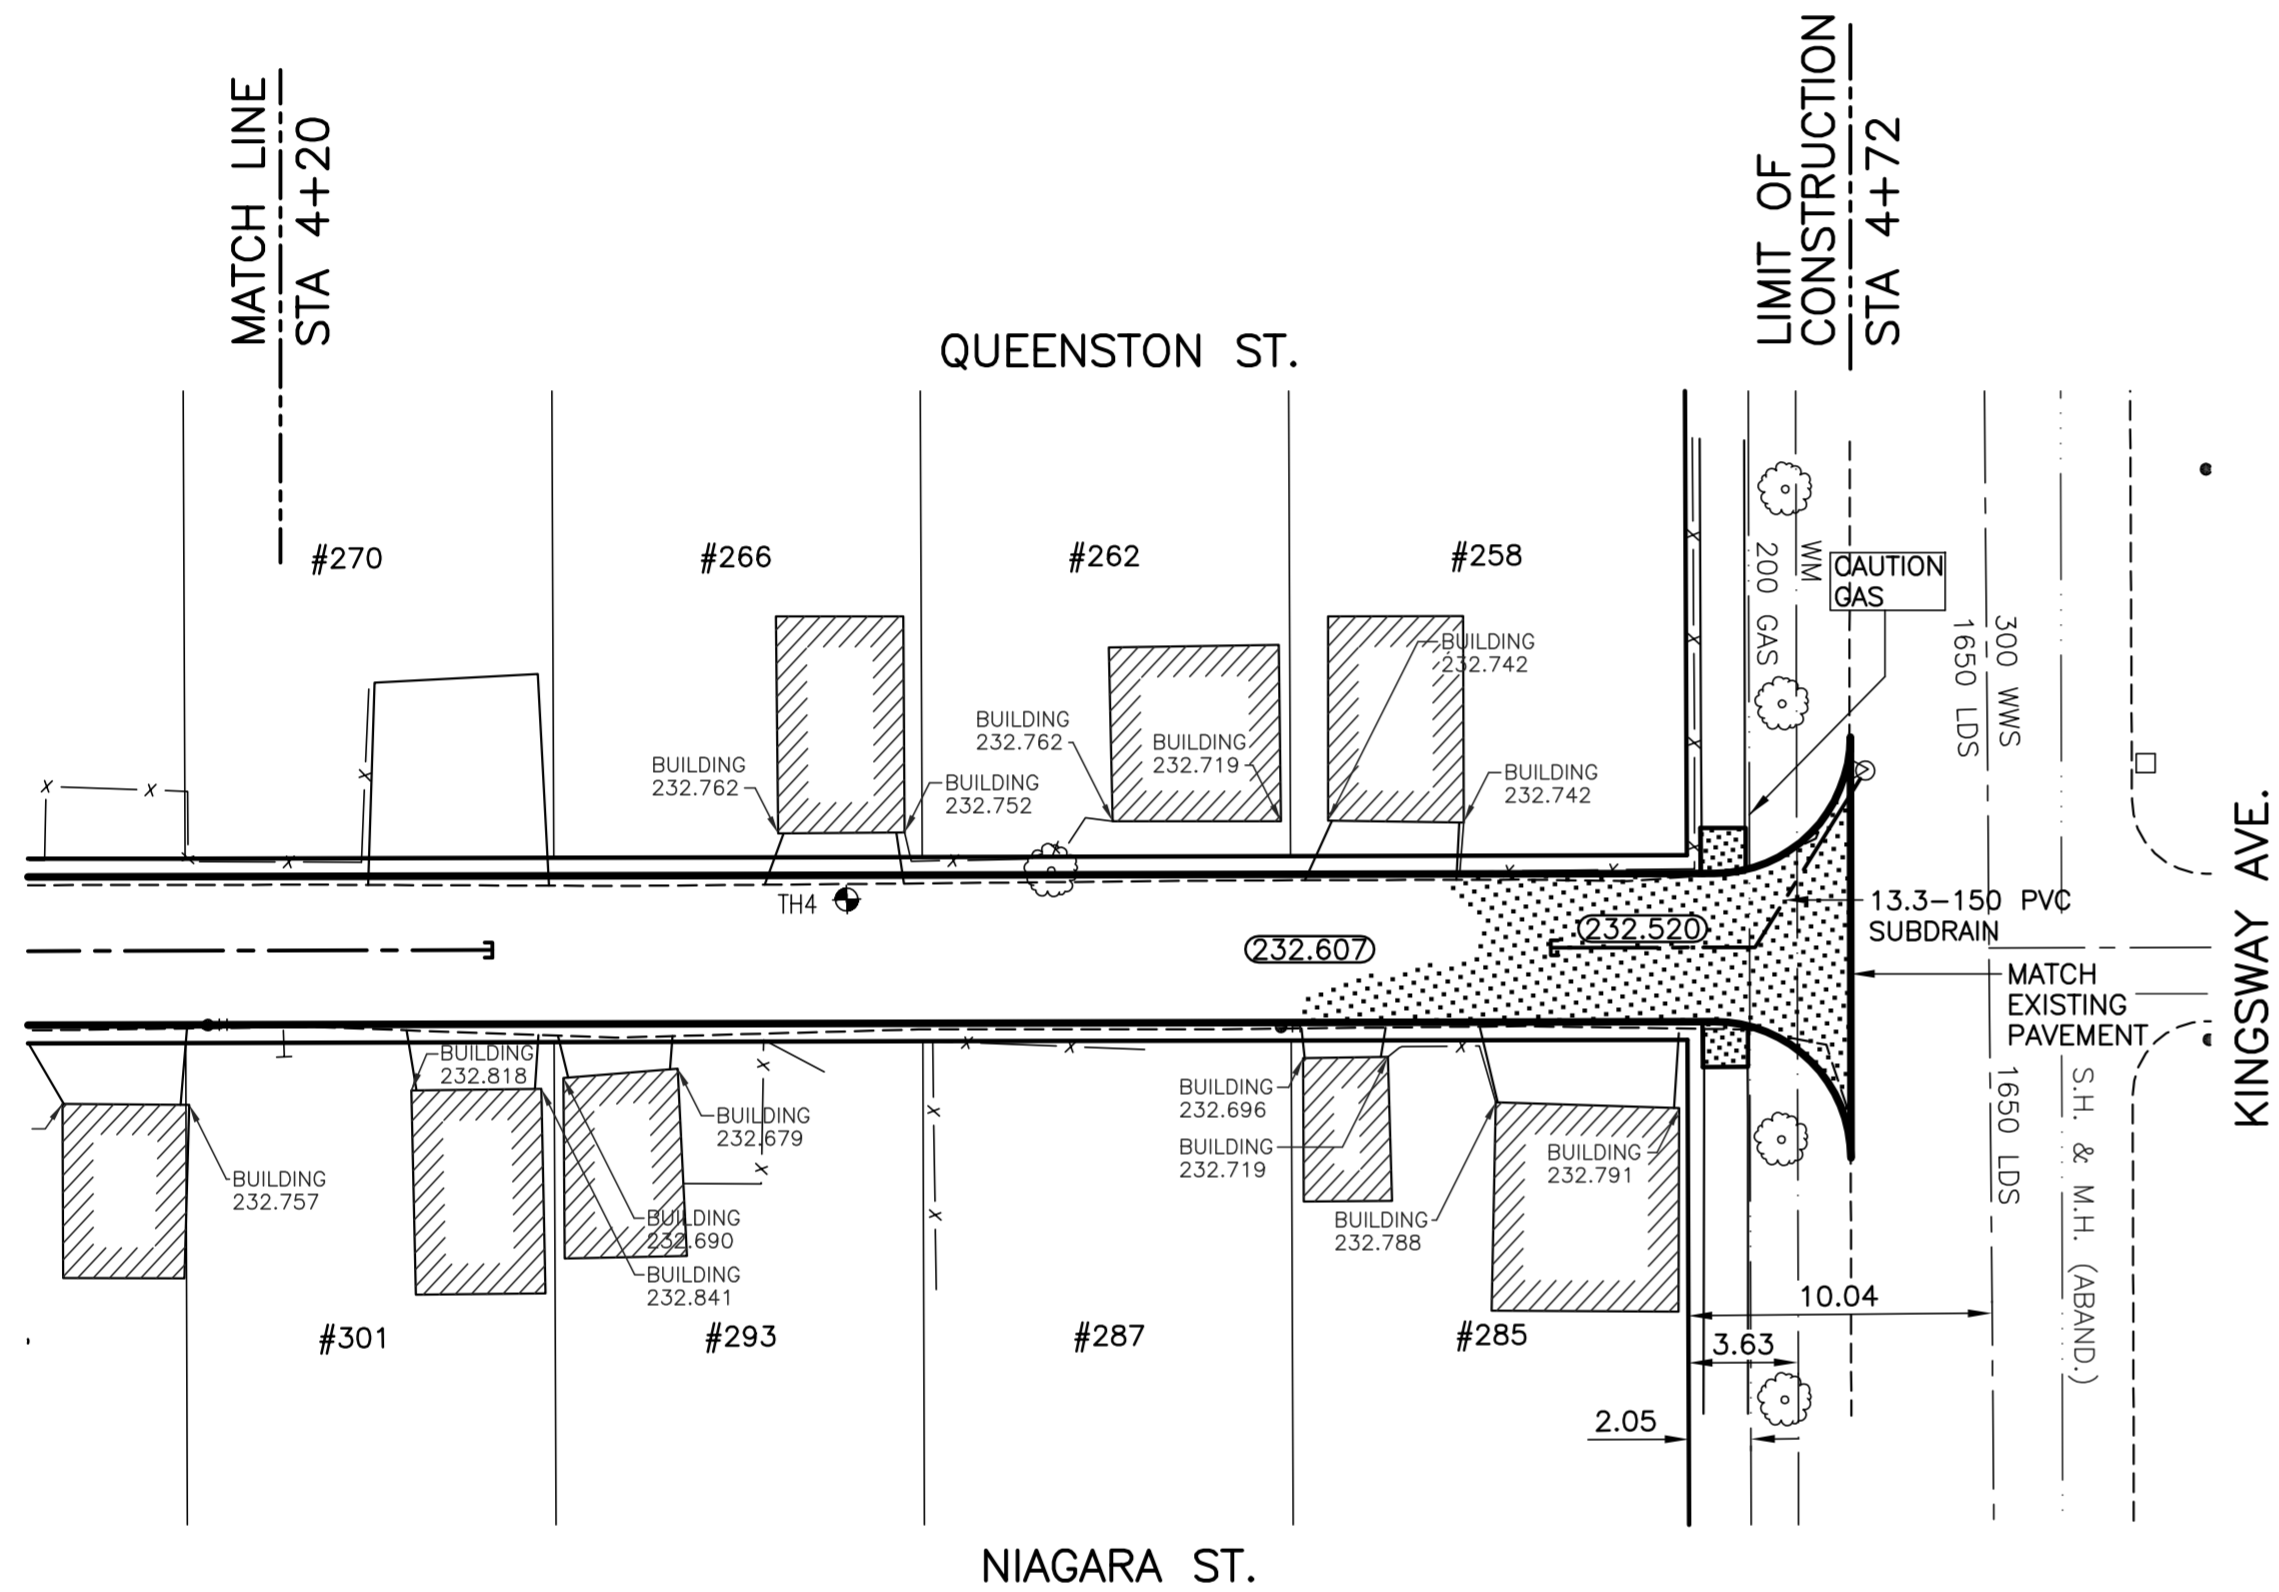 MATCH LINE
STA 4+20
LIMIT OF
CONSTRUCTION
STA 4+72
QUEENSTON ST.
#270
#266
#262
#258
200 GAS
WM
CAUTION
GAS
300 WWS
1650 LDS
BUILDING
232.762
BUILDING
232.752
BUILDING
232.762
BUILDING
232.719
BUILDING
232.742
BUILDING
232.742
TH4
232.607
232.520
13.3-150 PVC
SUBDRAIN
MATCH
EXISTING
PAVEMENT
KINGSWAY AVE.
BUILDING
232.757
BUILDING
232.818
BUILDING
232.679
BUILDING
232.690
BUILDING
232.841
BUILDING
232.696
BUILDING
232.719
BUILDING
232.788
BUILDING
232.791
1650 LDS
S.H. & M.H. (ABAND.)
#301
#293
#287
#285
10.04
3.63
2.05
NIAGARA ST.